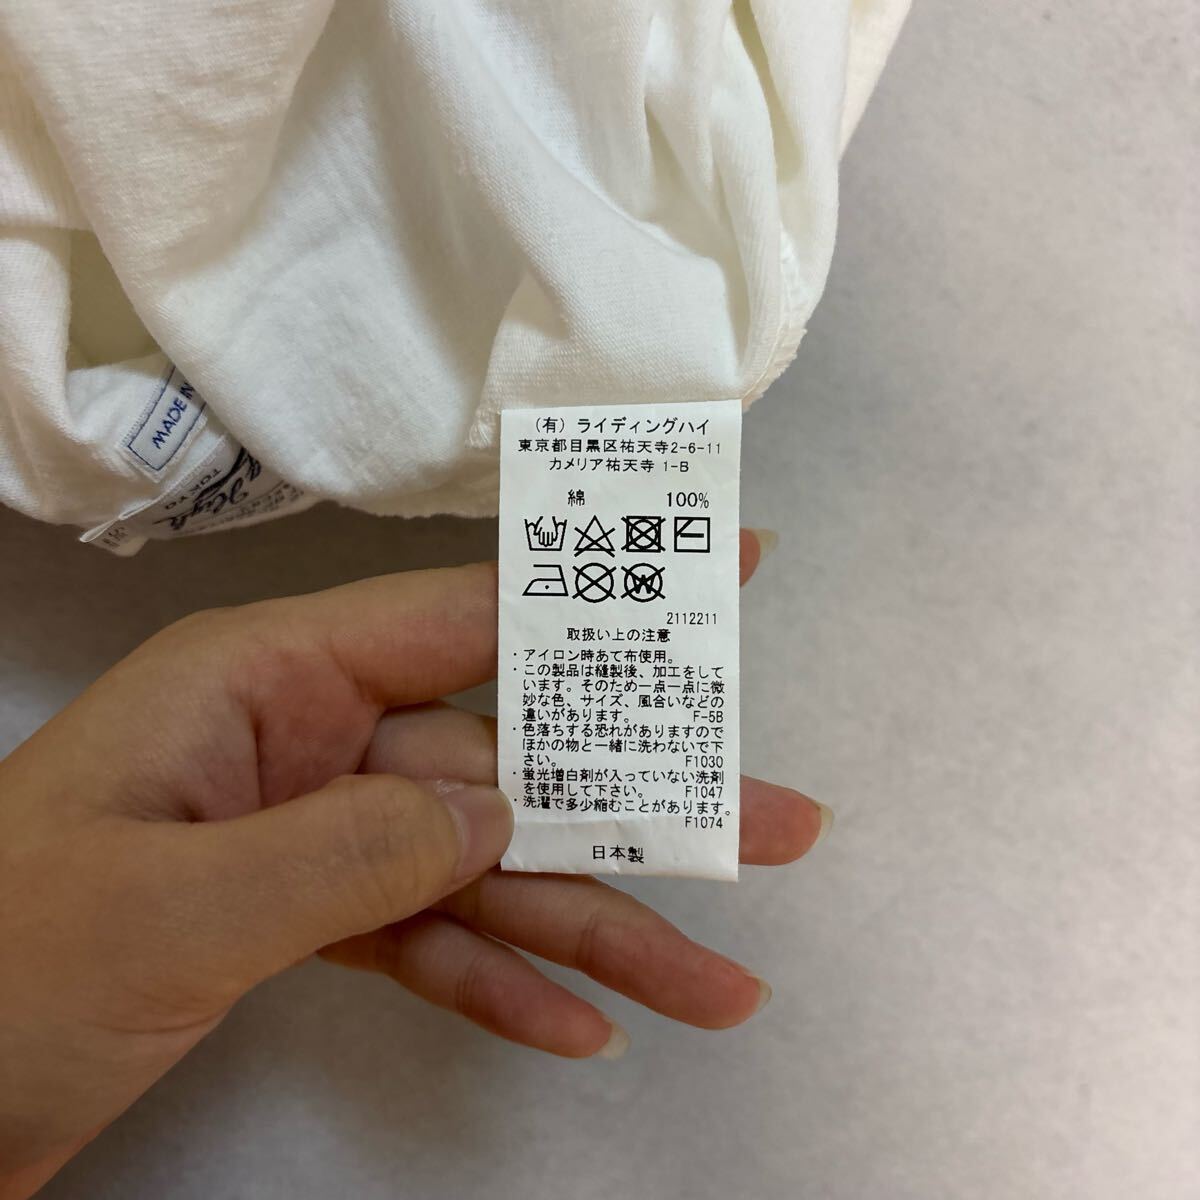 MADE IN
TOKYO
High
(有) ライディングハイ
東京都目黒区祐天寺2-6-11
カメリア祐天寺 1-B
綿 100%
W
2112211
取扱い上の注意
・アイロン時あて布使用。
・この製品は縫製後、加工をして
います。そのため一点一点に微
妙な色、サイズ、風合いなどの
違いがあります。 F-5B
・色落ちする恐れがありますので
ほかの物と一緒に洗わないで下
さい。 F1030
・蛍光増白剤が入っていない洗剤
を使用して下さい。 F1047
・洗濯で多少縮むことがあります。
F1074
日本製